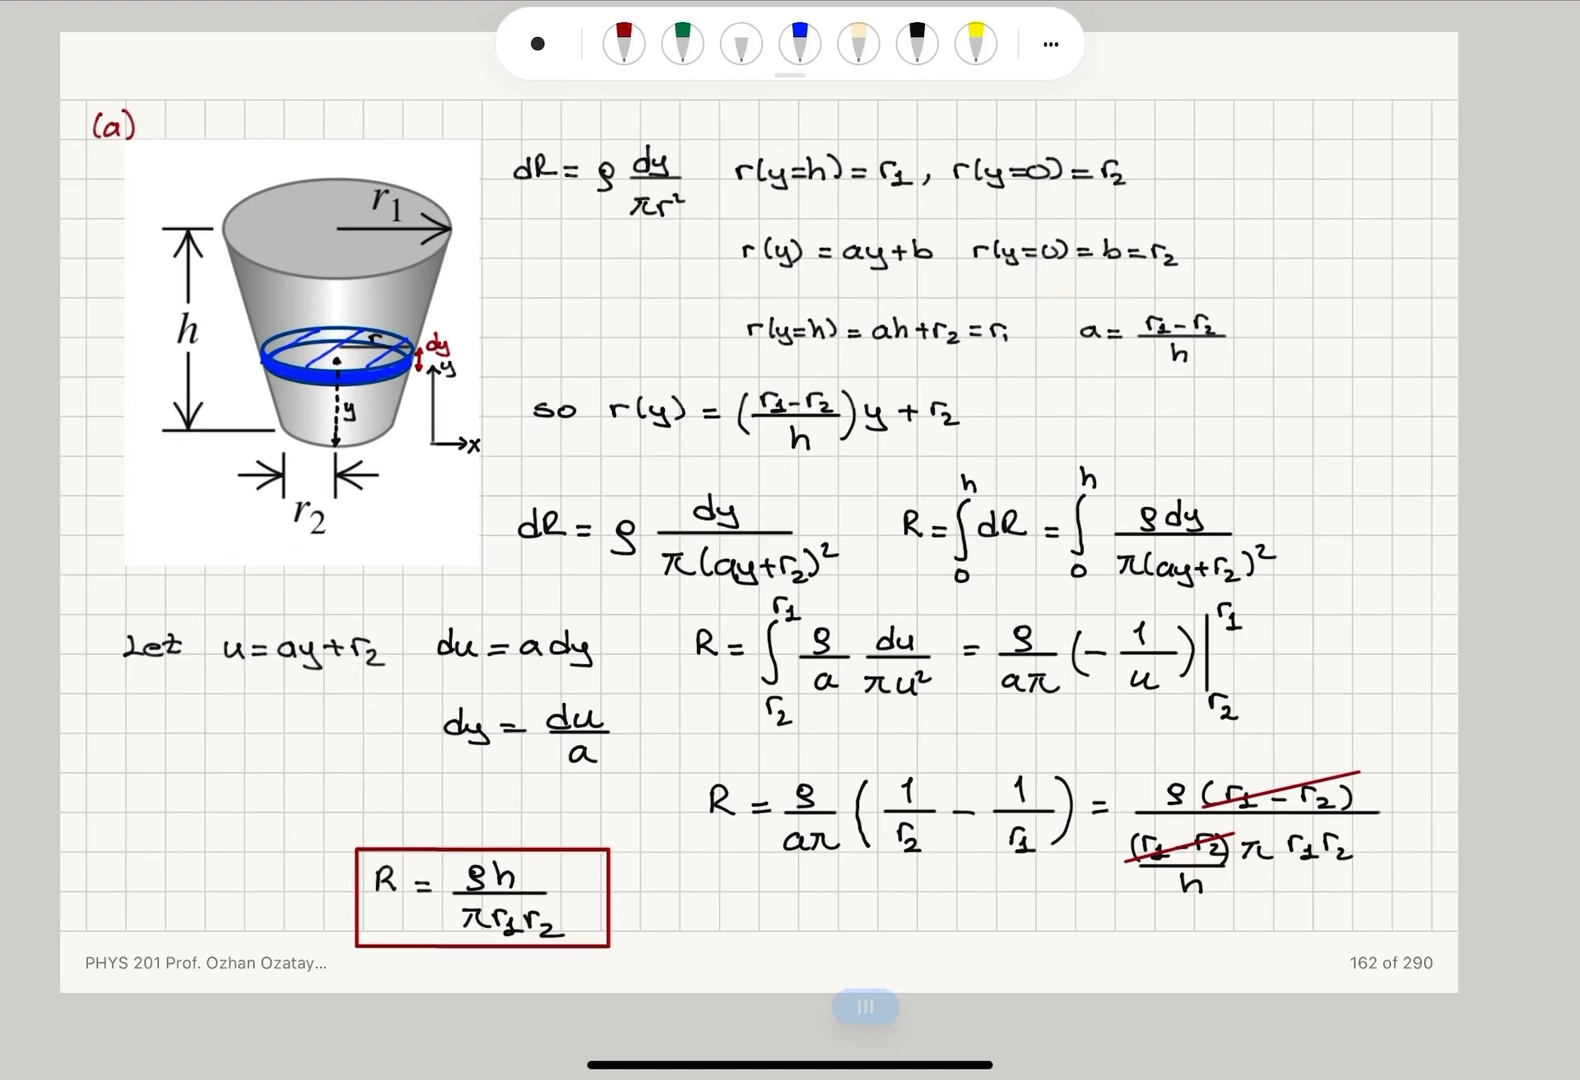 (a)
dR = ρ dy/πr²   r(y=h) = r₁, r(y=0) = r₂
r₁
r(y) = ay+b   r(y=0) = b = r₂
h
r(y=h) = ah+r₂ = r₁   a = (r₁-r₂)/h
r
dy
y
y
x
so r(y) = ((r₁-r₂)/h) y + r₂
r₂
dR = ρ dy/π(ay+r₂)²   R = ∫₀ʰ dR = ∫₀ʰ ρdy/π(ay+r₂)²
Let u = ay+r₂   du = a dy   R = ∫_{r₂}^{r₁} ρ/a du/πu² = ρ/aπ (- 1/u) |_{r₂}^{r₁}
dy = du/a
R = ρ/aπ (1/r₂ - 1/r₁) = ρ(r₁-r₂)/((r₁-r₂)/h π r₁r₂)
R = ρh/πr₁r₂
PHYS 201 Prof. Ozhan Ozatay...
162 of 290